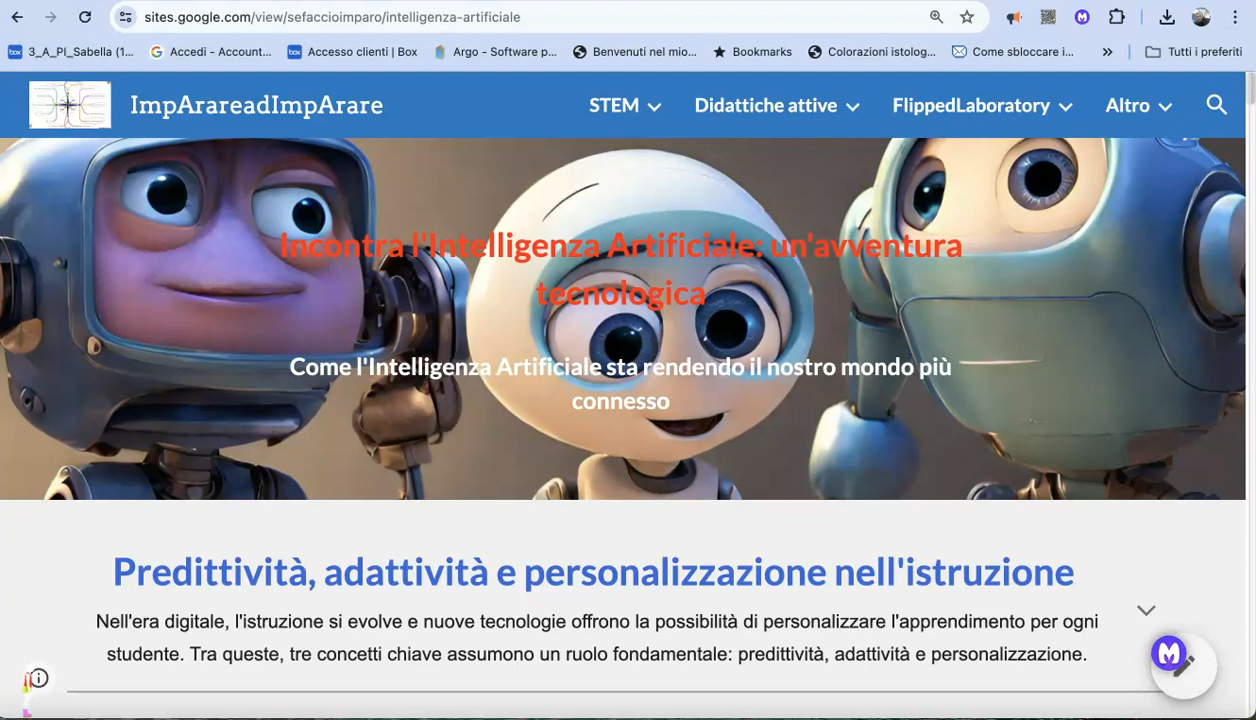 sites.google.com/view/sefaccioimparo/intelligenza-artificiale
3_A_PI_Sabella (1...
Accedi - Account...
Accesso clienti | Box
Argo - Software p...
Benvenuti nel mio...
Bookmarks
Colorazioni istolog...
Come sbloccare i...
Tutti i preferiti
ImpArareadImpArare
STEM
Didattiche attive
FlippedLaboratory
Altro
Incontra l'Intelligenza Artificiale: un'avventura
tecnologica
Come l'Intelligenza Artificiale sta rendendo il nostro mondo più
connesso
Predittività, adattività e personalizzazione nell'istruzione
Nell'era digitale, l'istruzione si evolve e nuove tecnologie offrono la possibilità di personalizzare l'apprendimento per ogni
studente. Tra queste, tre concetti chiave assumono un ruolo fondamentale: predittività, adattività e personalizzazione.